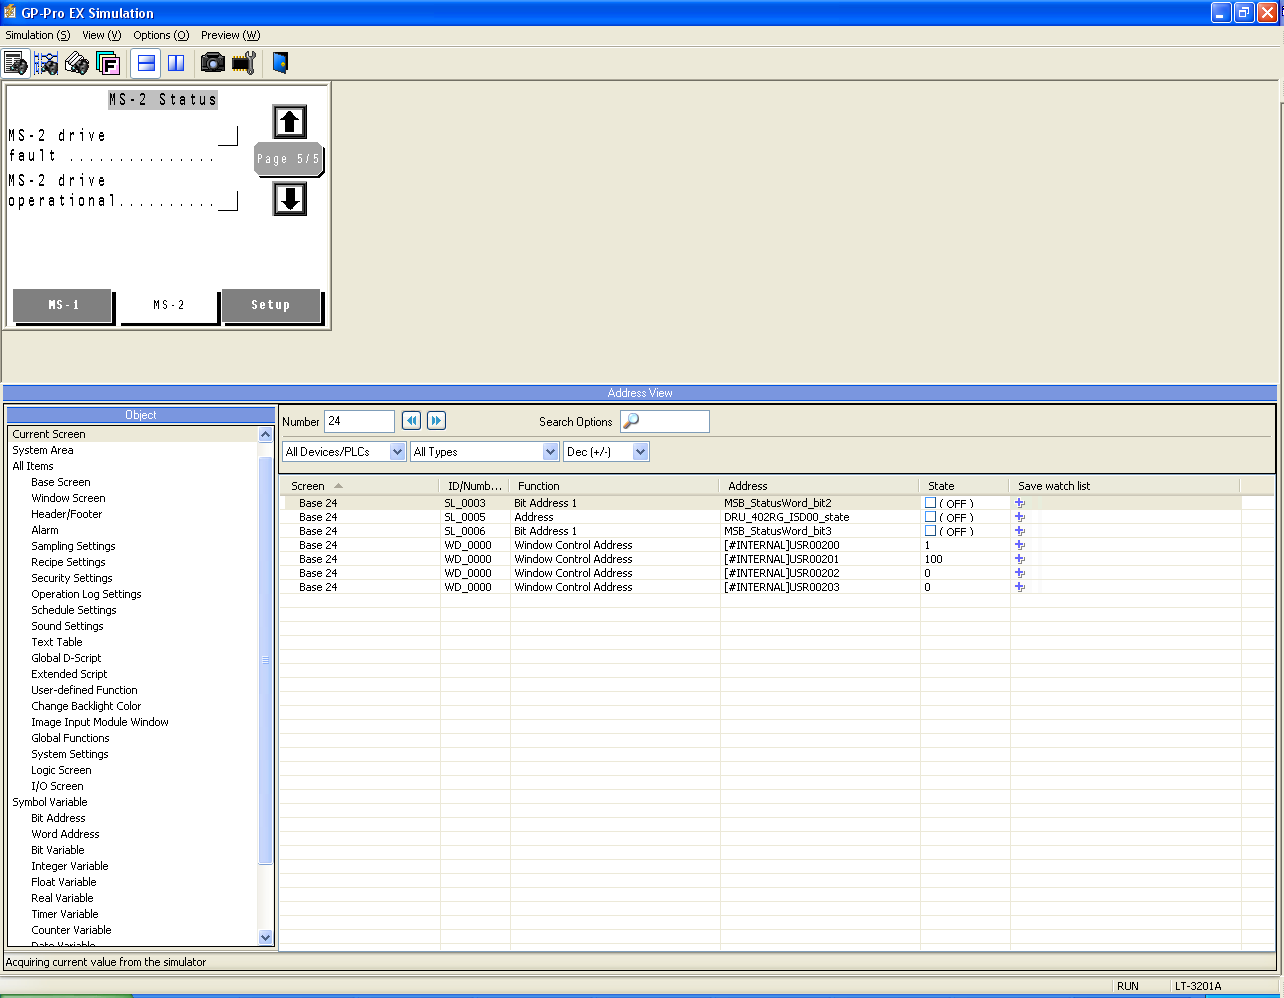 GP-Pro EX Simulation
Simulation (S) View (V) Options (O) Preview (W)
MS-2 Status
MS-2 drive
fault ...............
Page 5/5
MS-2 drive
operational..........
MS-1 MS-2 Setup
Address View
Object
Current Screen
System Area
All Items
Base Screen
Window Screen
Header/Footer
Alarm
Sampling Settings
Recipe Settings
Security Settings
Operation Log Settings
Schedule Settings
Sound Settings
Text Table
Global D-Script
Extended Script
User-defined Function
Change Backlight Color
Image Input Module Window
Global Functions
System Settings
Logic Screen
I/O Screen
Symbol Variable
Bit Address
Word Address
Bit Variable
Integer Variable
Float Variable
Real Variable
Timer Variable
Counter Variable
Date Variable
Number 24 Search Options
All Devices/PLCs All Types Dec (+/-)
Screen ID/Numb... Function Address State Save watch list
Base 24 SL_0003 Bit Address 1 MSB_StatusWord_bit2 ( OFF )
Base 24 SL_0005 Address DRU_402RG_ISD00_state ( OFF )
Base 24 SL_0006 Bit Address 1 MSB_StatusWord_bit3 ( OFF )
Base 24 WD_0000 Window Control Address [#INTERNAL]USR00200 1
Base 24 WD_0000 Window Control Address [#INTERNAL]USR00201 100
Base 24 WD_0000 Window Control Address [#INTERNAL]USR00202 0
Base 24 WD_0000 Window Control Address [#INTERNAL]USR00203 0
Acquiring current value from the simulator
RUN LT-3201A